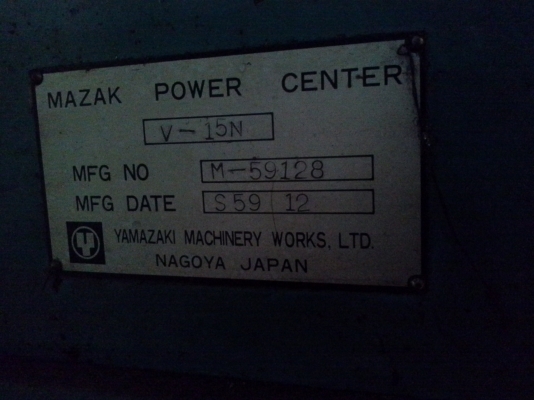 MAZAK POWER CENTER
V-15N
MFG NO M-59128
MFG DATE S59 12
YAMAZAKI MACHINERY WORKS, LTD.
NAGOYA JAPAN